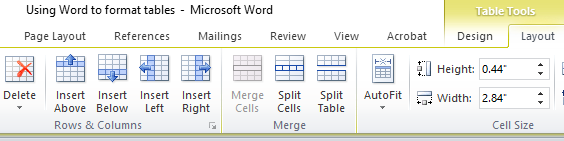 Using Word to format tables - Microsoft Word
Table Tools
Page Layout References Mailings Review View Acrobat Design Layout
Delete
Insert Above
Insert Below
Insert Left
Insert Right
Rows & Columns
Merge Cells
Split Cells
Split Table
Merge
AutoFit
Height: 0.44"
Width: 2.84"
Cell Size